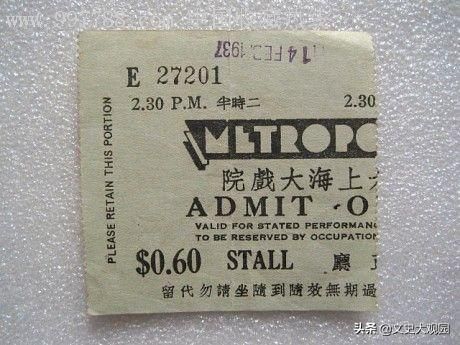 14 FEB. 1937
E 27201
2.30 P.M. 二時半 2.30
METROPO
大上海大戲院
ADMIT O
VALID FOR STATED PERFORMANC
TO BE RESERVED BY OCCUPATION
$0.60 STALL 正廳
過期無效隨到隨坐請勿代留
PLEASE RETAIN THIS PORTION
头条 @文史大观园